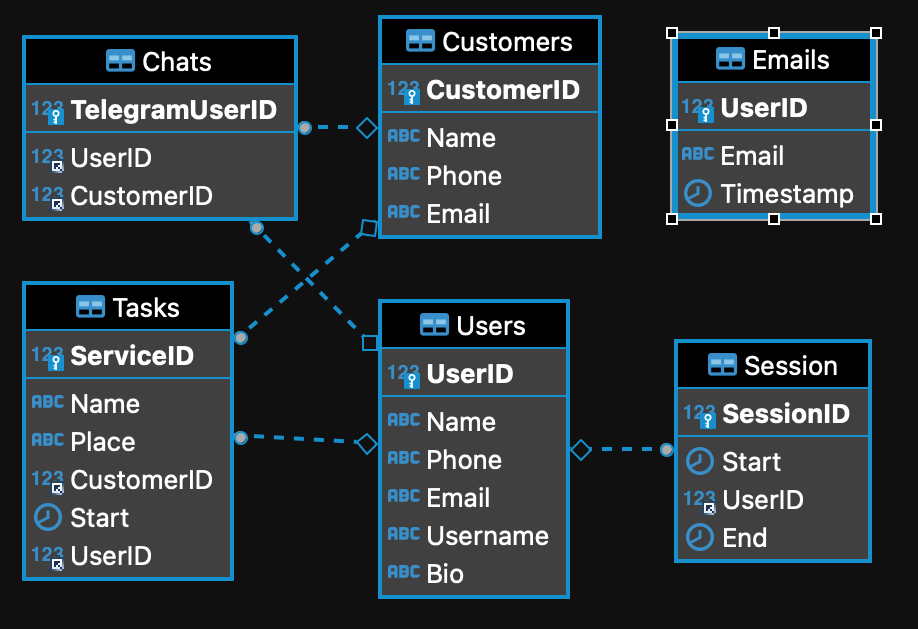 Chats
123 TelegramUserID
123 UserID
123 CustomerID
Customers
123 CustomerID
ABC Name
ABC Phone
ABC Email
Emails
123 UserID
ABC Email
Timestamp
Tasks
123 ServiceID
ABC Name
ABC Place
123 CustomerID
Start
123 UserID
Users
123 UserID
ABC Name
ABC Phone
ABC Email
ABC Username
ABC Bio
Session
123 SessionID
Start
123 UserID
End